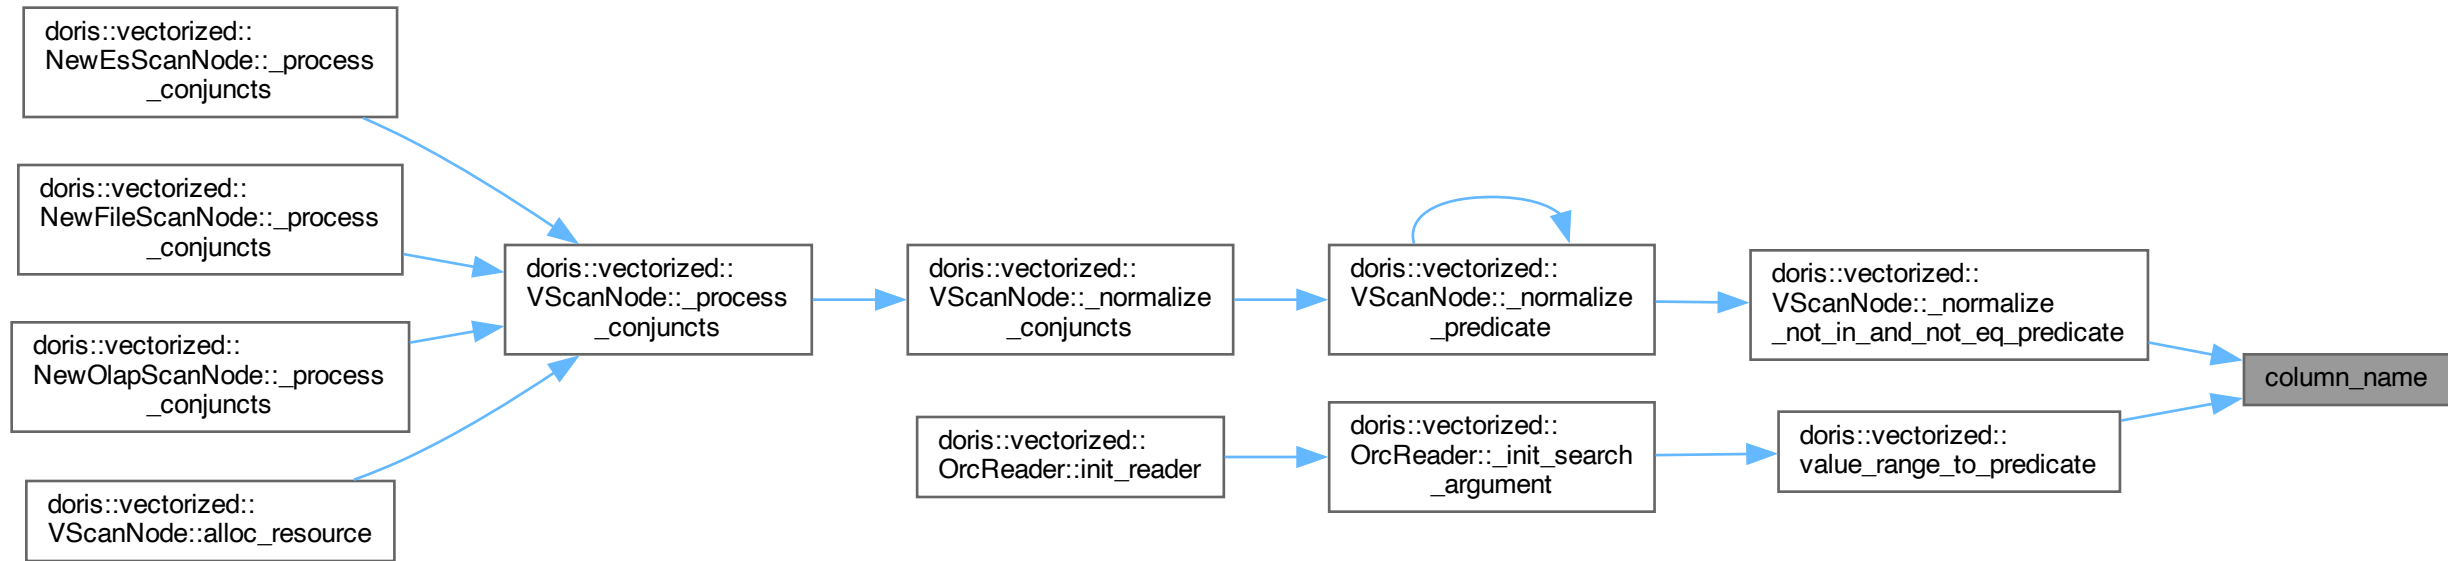 doris::vectorized::
NewEsScanNode::_process
_conjuncts
doris::vectorized::
NewFileScanNode::_process
_conjuncts
doris::vectorized::
NewOlapScanNode::_process
_conjuncts
doris::vectorized::
VScanNode::alloc_resource
doris::vectorized::
VScanNode::_process
_conjuncts
doris::vectorized::
VScanNode::_normalize
_conjuncts
doris::vectorized::
OrcReader::init_reader
doris::vectorized::
VScanNode::_normalize
_predicate
doris::vectorized::
OrcReader::_init_search
_argument
doris::vectorized::
VScanNode::_normalize
_not_in_and_not_eq_predicate
doris::vectorized::
value_range_to_predicate
column_name